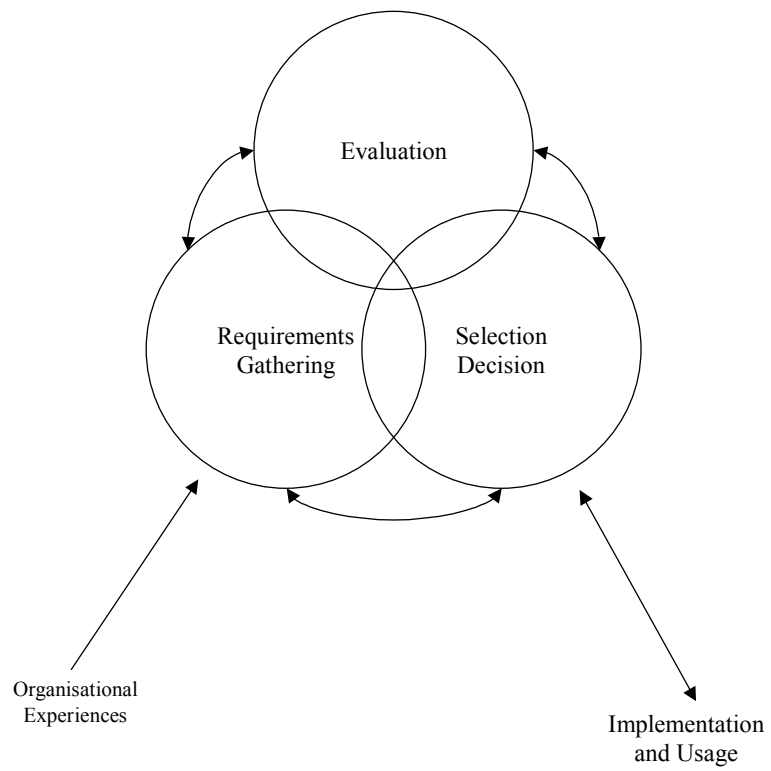 Evaluation
Requirements
Gathering
Selection
Decision
Organisational
Experiences
Implementation
and Usage